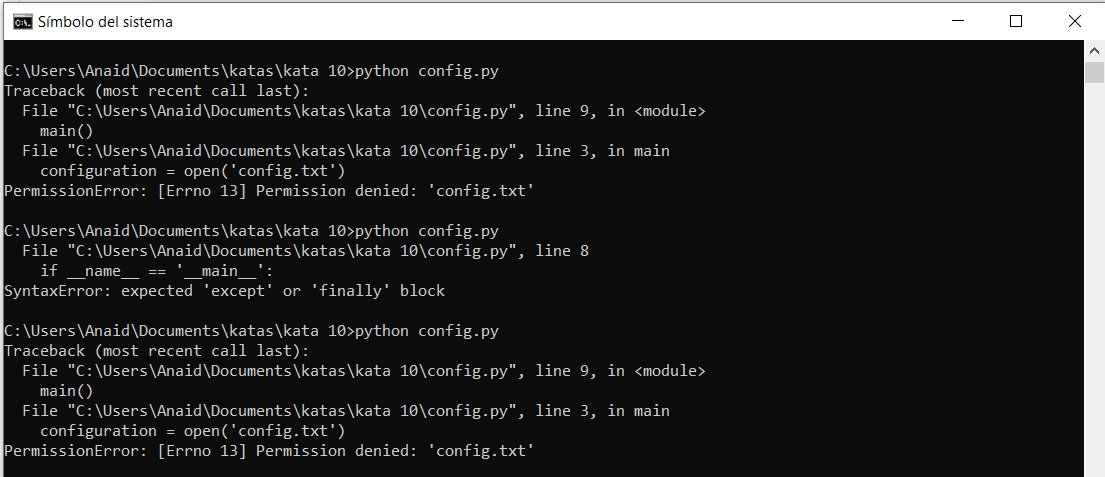 Símbolo del sistema
C:\Users\Anaid\Documents\katas\kata 10>python config.py
Traceback (most recent call last):
  File "C:\Users\Anaid\Documents\katas\kata 10\config.py", line 9, in <module>
    main()
  File "C:\Users\Anaid\Documents\katas\kata 10\config.py", line 3, in main
    configuration = open('config.txt')
PermissionError: [Errno 13] Permission denied: 'config.txt'
C:\Users\Anaid\Documents\katas\kata 10>python config.py
  File "C:\Users\Anaid\Documents\katas\kata 10\config.py", line 8
    if __name__ == '__main__':
SyntaxError: expected 'except' or 'finally' block
C:\Users\Anaid\Documents\katas\kata 10>python config.py
Traceback (most recent call last):
  File "C:\Users\Anaid\Documents\katas\kata 10\config.py", line 9, in <module>
    main()
  File "C:\Users\Anaid\Documents\katas\kata 10\config.py", line 3, in main
    configuration = open('config.txt')
PermissionError: [Errno 13] Permission denied: 'config.txt'